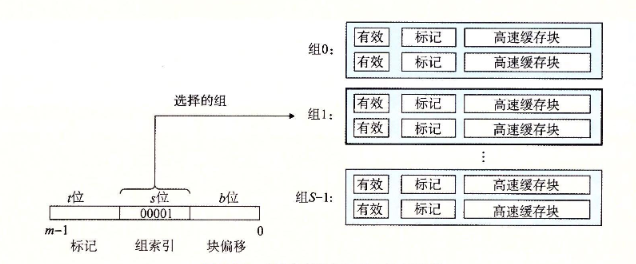 组0:
有效 标记 高速缓存块
有效 标记 高速缓存块
选择的组
组1:
有效 标记 高速缓存块
有效 标记 高速缓存块
⋮
组S-1:
有效 标记 高速缓存块
有效 标记 高速缓存块
t位 s位 b位
00001
m-1 0
标记 组索引 块偏移